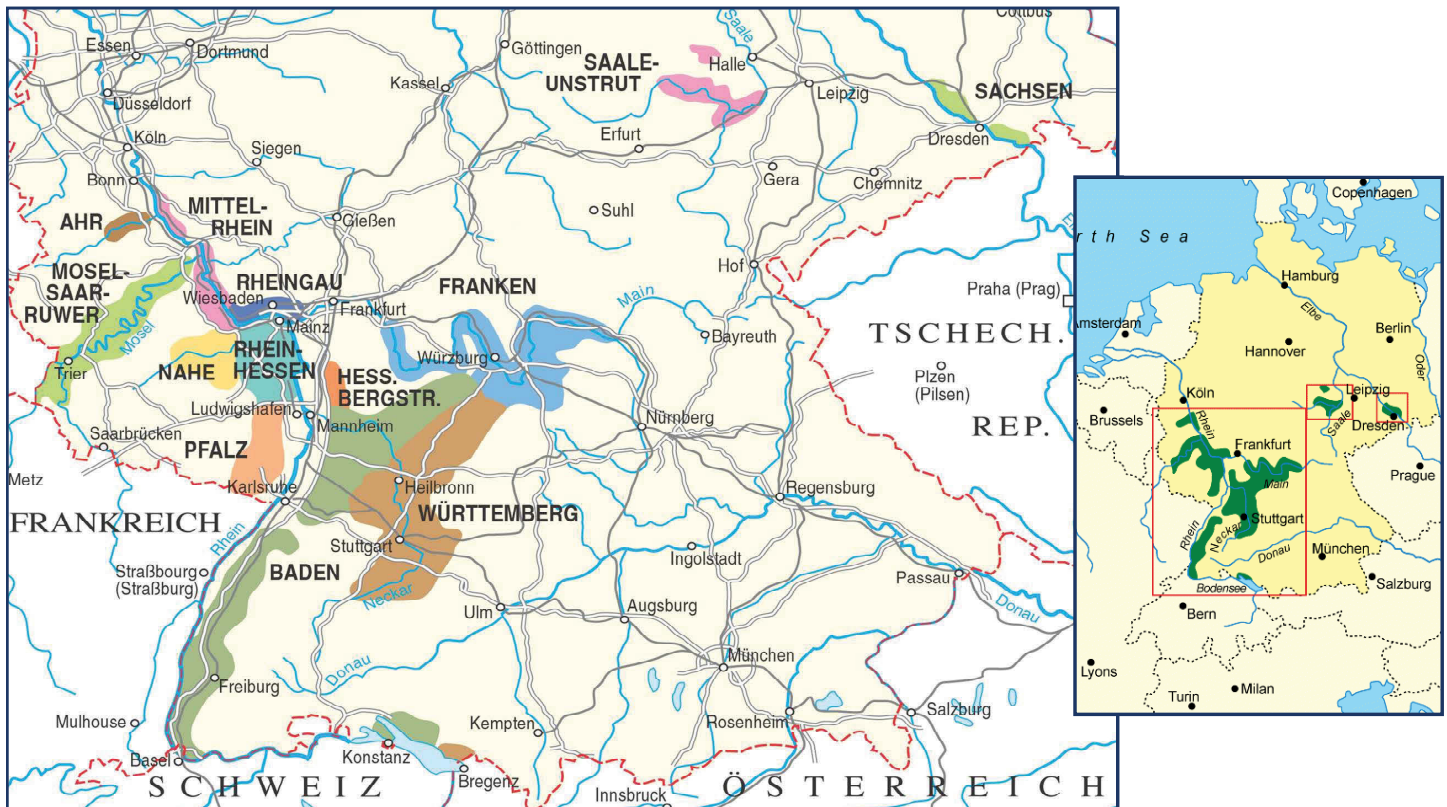 Essen
Dortmund
Göttingen
Saale
Cottbus
Kassel
SAALE-
UNSTRUT
Halle
Leipzig
SACHSEN
Düsseldorf
Köln
Siegen
Erfurt
Dresden
Bonn
Gera
Chemnitz
AHR
MITTEL-
RHEIN
Gießen
Suhl
MOSEL-
SAAR-
RUWER
Hof
RHEINGAU
Wiesbaden
Frankfurt
FRANKEN
Main
Praha (Prag)
Mainz
Mosel
Bayreuth
TSCHECH.
Trier
NAHE
RHEIN-
HESSEN
Würzburg
HESS.
BERGSTR.
Plzen
(Pilsen)
Ludwigshafen
Mannheim
Nürnberg
REP.
Saarbrücken
PFALZ
Metz
Karlsruhe
Heilbronn
Regensburg
FRANKREICH
WÜRTTEMBERG
Rhein
Stuttgart
Ingolstadt
Straßbourg
(Straßburg)
BADEN
Passau
Neckar
Ulm
Augsburg
Donau
München
Donau
Freiburg
Mulhouse
Kempten
Rosenheim
Salzburg
Basel
Konstanz
Bregenz
SCHWEIZ
Innsbruck
ÖSTERREICH
Copenhagen
rth Sea
Hamburg
Elbe
Amsterdam
Berlin
Hannover
Oder
Köln
Leipzig
Brussels
Rhein
Saale
Dresden
Frankfurt
Prague
Main
Stuttgart
Rhein
Neckar
Donau
München
Salzburg
Bodensee
Bern
Lyons
Milan
Turin